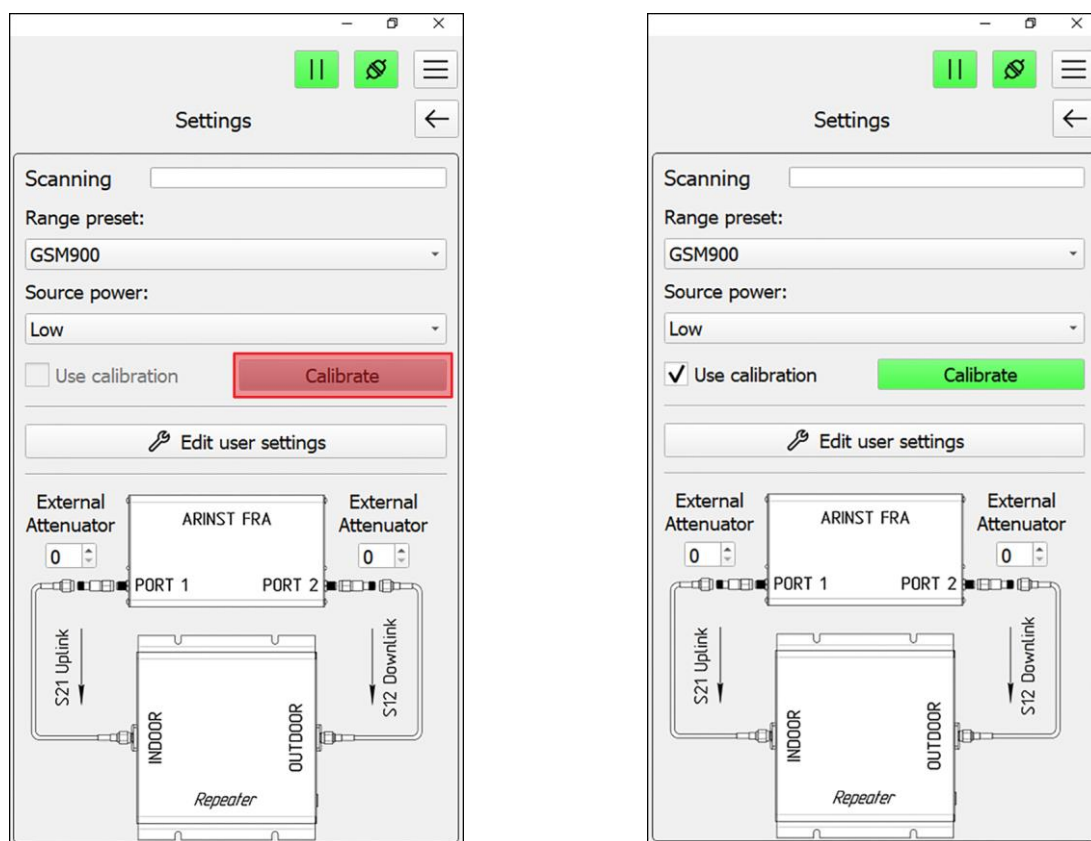 Settings
Scanning
Range preset:
GSM900
Source power:
Low
Use calibration
Calibrate
Edit user settings
External
Attenuator
0
ARINST FRA
External
Attenuator
0
PORT 1
PORT 2
S21 Uplink
S12 Downlink
INDOOR
OUTDOOR
Repeater
Settings
Scanning
Range preset:
GSM900
Source power:
Low
Use calibration
Calibrate
Edit user settings
External
Attenuator
0
ARINST FRA
External
Attenuator
0
PORT 1
PORT 2
S21 Uplink
S12 Downlink
INDOOR
OUTDOOR
Repeater